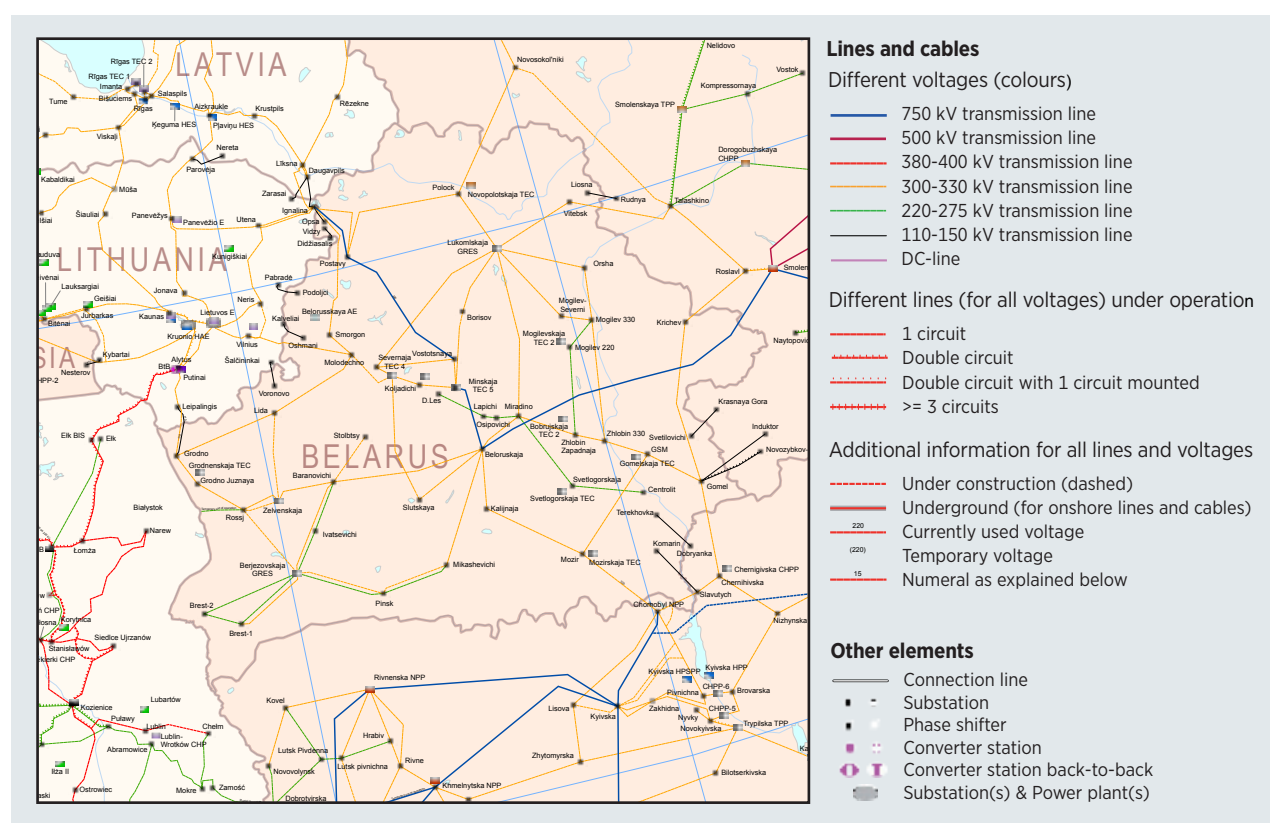 Rīgas TEC 2
LATVIA
Rīgas TEC 1
Imanta
Bišuciems
Salaspils
Tume
Rīgas
Aizkraukle
Krustpils
Rēzekne
Ķeguma HES
Pļaviņu HES
Viskaļi
Nereta
Parovėja
Līksna
Daugavpils
Kabaldikai
Mūša
Zarasai
Ignalina
Šiauliai
Panevėžys
Panevėžio E
Utena
Opsa
Vidzy
Didžiasalis
Kunigiškiai
Postavy
LITHUANIA
Lauksargiai
Geišiai
Jurbarkas
Bitėnai
Jonava
Kaunas
Lietuvos E
Kruonio HAE
Neris
Vilnius
Pabradė
Podoljci
Belorusskaya AE
Kalveliai
Oshmani
Smorgon
Molodechno
Kybartai
Nesterov
SIA
HPP-2
Alytus
BtB
Putinai
Šalčininkai
Voronovo
Leipalingis
Lida
Ełk BIS
Ełk
Grodno
Grodnenskaja TEC
Grodno Juznaya
Białystok
Rossj
Zelvenskaja
Narew
Łomża
Novosokol'niki
Nelidovo
Vostok
Kompressornaya
Smolenskaya TPP
Dorogobuzhskaya
CHPP
Polock
Novopolotskaja TEC
Liosna
Rudnya
Vitebsk
Talashkino
Lukomlskaja
GRES
Orsha
Roslavl
Smolen
Borisov
Mogilev-
Severni
Mogilev 330
Krichev
Mogilevskaja
TEC 2
Mogilev 220
Naytopovic
Severnaja
TEC 4
Vostotsnaya
Koljadichi
Minskaja
TEC 5
D.Les
Lapichi
Osipovichi
Miradino
Bobruiskaja
TEC 2
Krasnaya Gora
Stolbtsy
BELARUS
Beloruskaja
Zhlobin
Zapadnaja
Zhlobin 330
Svetilovichi
Induktor
GSM
Gomelskaja TEC
Novozybkov-
Baranovichi
Svetlogorskaja
Svetlogorskaja TEC
Centrolit
Gomel
Slutskaya
Kalijnaja
Terekhovka
Ivatsevichi
Komarin
Dobryanka
Berjezovskaja
GRES
Mikashevichi
Mozir
Mozirskaja TEC
Chernigivska CHPP
Chernihivska
Slavutych
Brest-2
Pinsk
Chornobyl NPP
Nizhynska
Brest-1
Korytnica
Siedlce Ujrzanów
Stanisławów
Lubartów
Kozienice
Puławy
Lublin
Lublin-
Wrotków CHP
Chełm
Abramowice
Iłża II
Ostrowiec
Mokre
Zamość
Kovel
Rivnenska NPP
Kyivska HPSPP
Kyivska HPP
CHPP-6
Pivnichna
Brovarska
Lisova
Kyivska
Zakhidna
Nyvky
CHPP-5
Novokyivska
Trypilska TPP
Hrabiv
Lutsk Pivdenna
Lutsk pivnichna
Rivne
Novovolynsk
Zhytomyrska
Bilotserkivska
Khmelnytska NPP
Dobrotvirska
Lines and cables
Different voltages (colours)
750 kV transmission line
500 kV transmission line
380-400 kV transmission line
300-330 kV transmission line
220-275 kV transmission line
110-150 kV transmission line
DC-line
Different lines (for all voltages) under operation
1 circuit
Double circuit
Double circuit with 1 circuit mounted
>= 3 circuits
Additional information for all lines and voltages
Under construction (dashed)
Underground (for onshore lines and cables)
220 Currently used voltage
(220) Temporary voltage
15 Numeral as explained below
Other elements
Connection line
Substation
Phase shifter
Converter station
Converter station back-to-back
Substation(s) & Power plant(s)